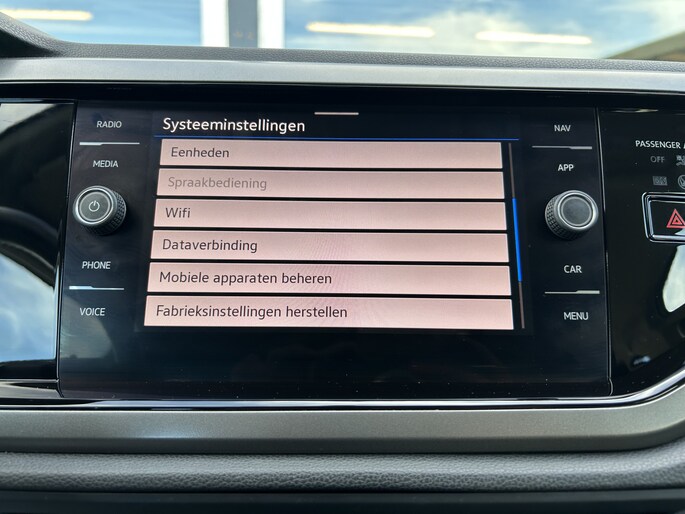 RADIO
MEDIA
PHONE
VOICE
Systeeminstellingen
Eenheden
Spraakbediening
Wifi
Dataverbinding
Mobiele apparaten beheren
Fabrieksinstellingen herstellen
NAV
APP
CAR
MENU
PASSENGER
OFF